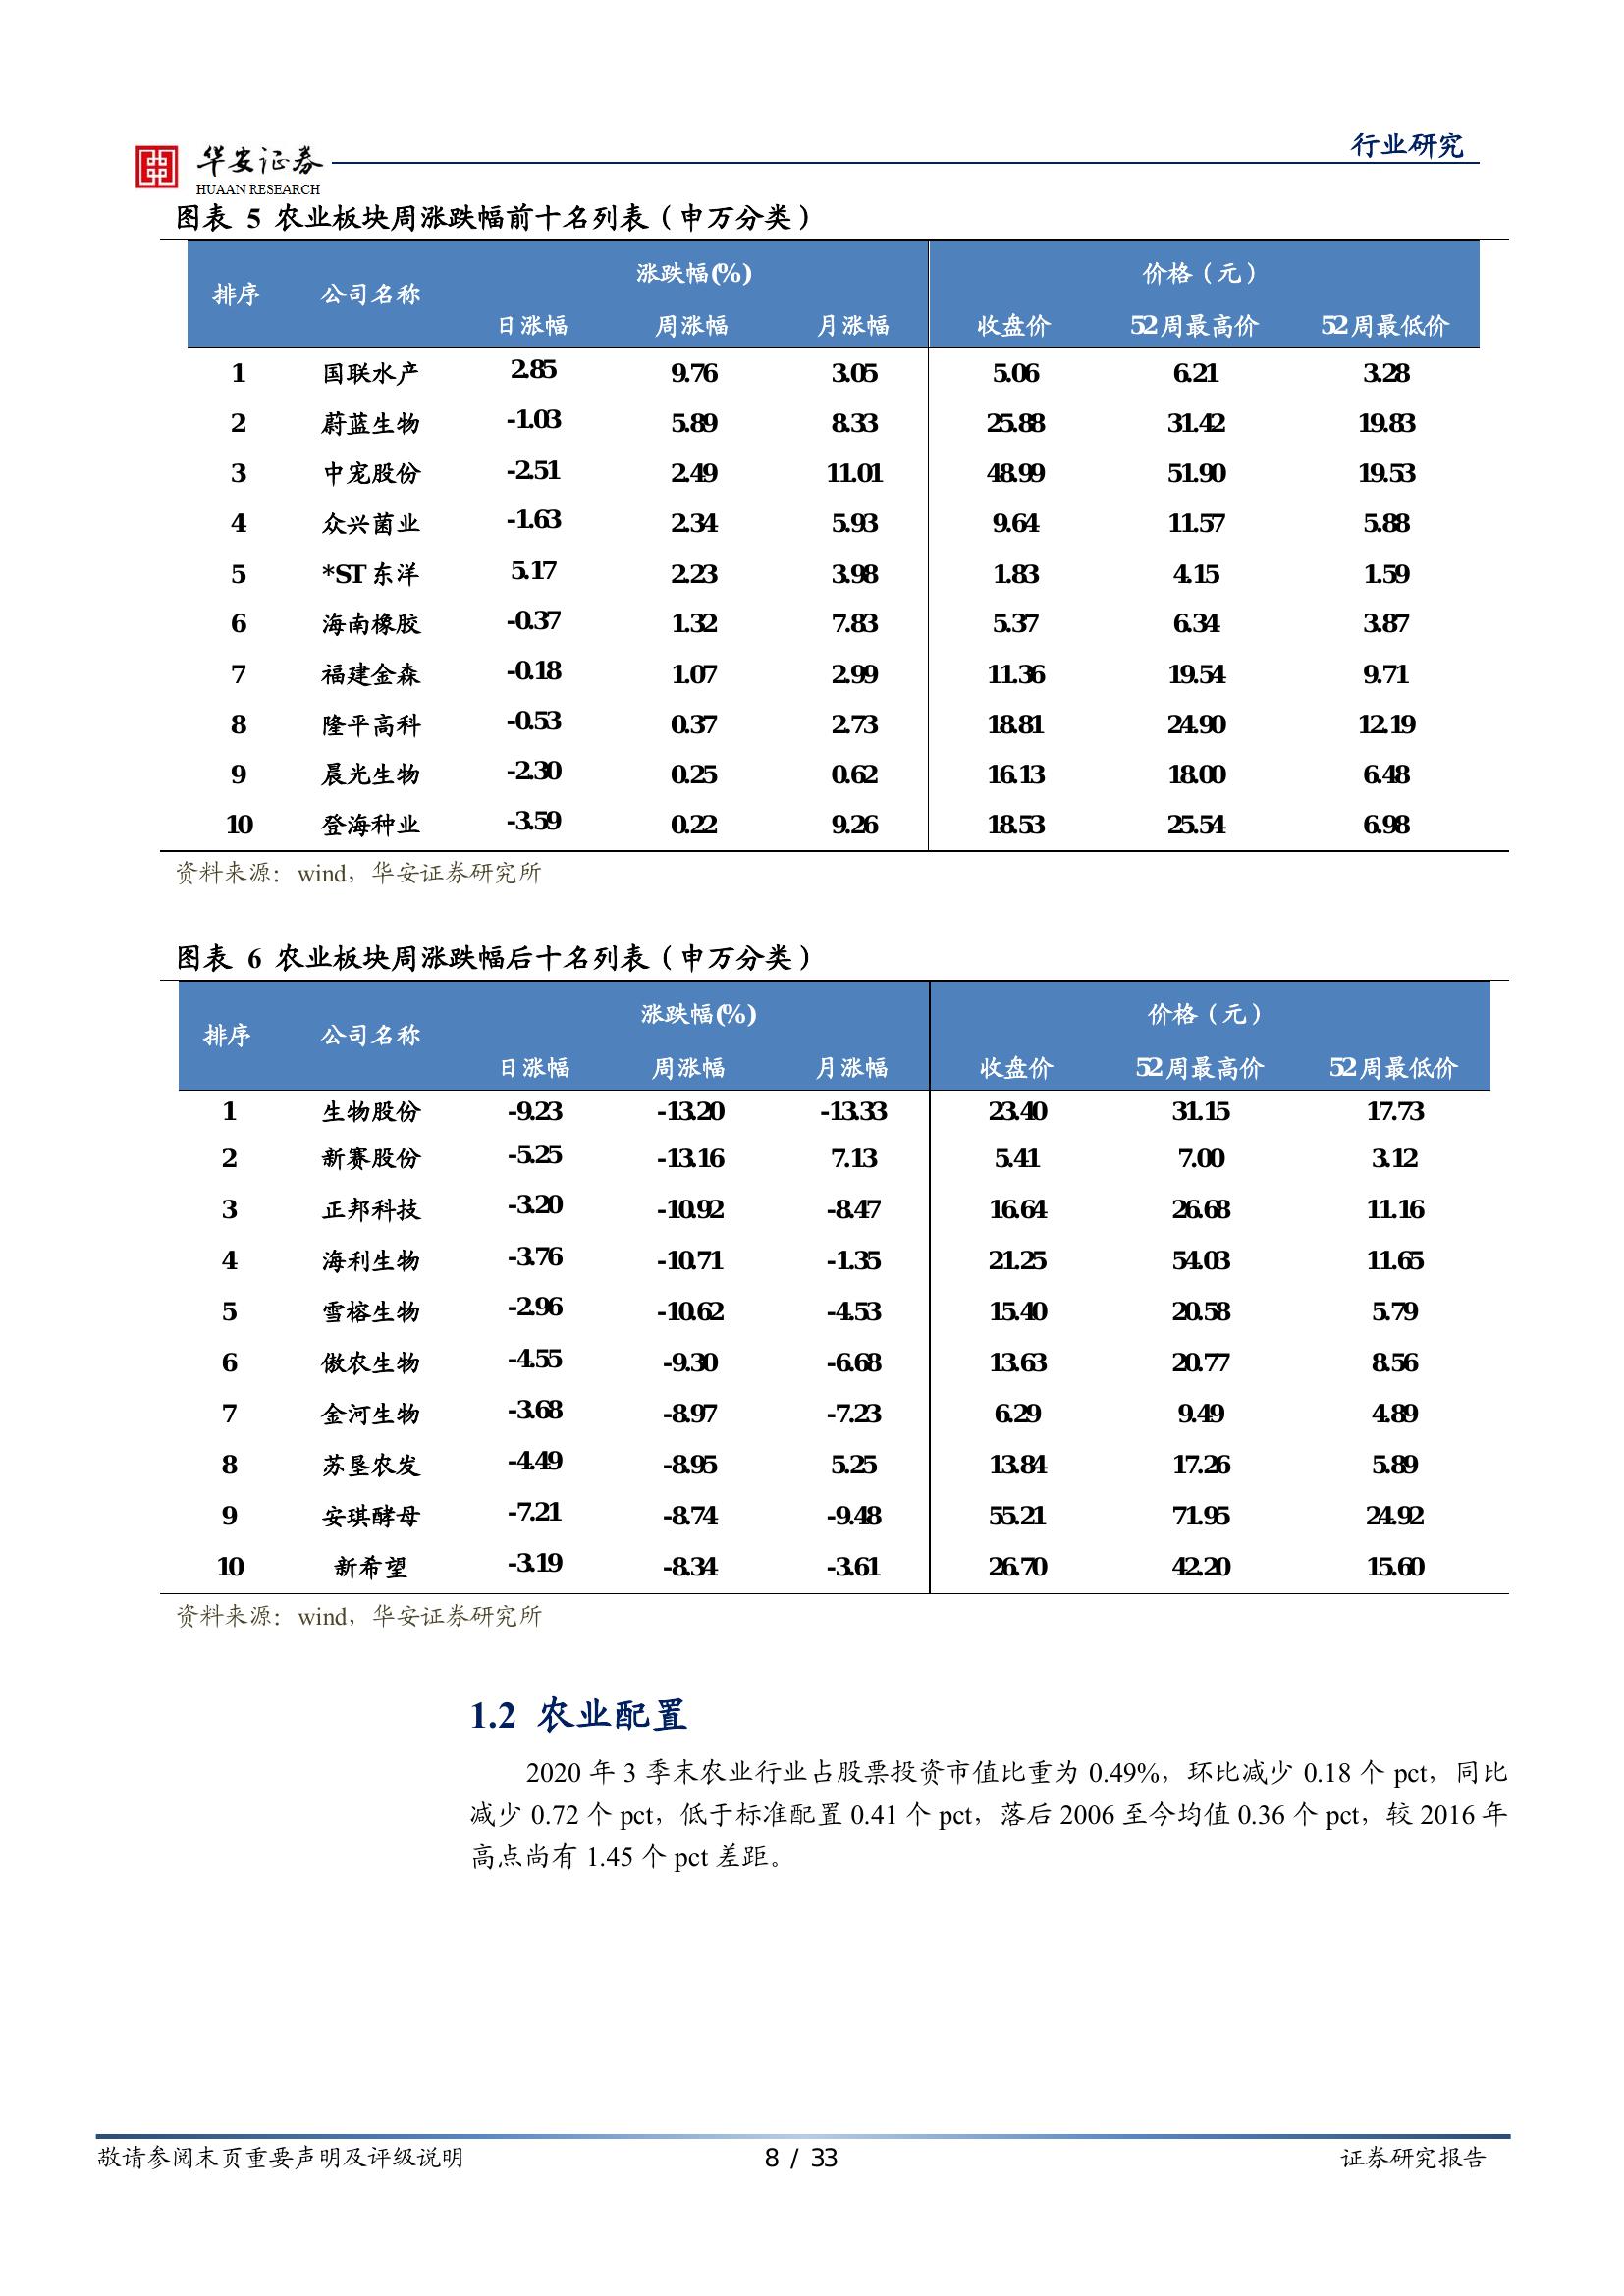 行业研究
华安证券
HUAAN RESEARCH
图表 5 农业板块周涨跌幅前十名列表（申万分类）
排序 公司名称 涨跌幅(%) 价格（元）
日涨幅 周涨幅 月涨幅 收盘价 52周最高价 52周最低价
1 国联水产 2.85 9.76 3.05 5.06 6.21 3.28
2 蔚蓝生物 -1.03 5.89 8.33 25.88 31.42 19.83
3 中宠股份 -2.51 2.49 11.01 48.99 51.90 19.53
4 众兴菌业 -1.63 2.34 5.93 9.64 11.57 5.88
5 *ST东洋 5.17 2.23 3.98 1.83 4.15 1.59
6 海南橡胶 -0.37 1.32 7.83 5.37 6.34 3.87
7 福建金森 -0.18 1.07 2.99 11.36 19.54 9.71
8 隆平高科 -0.53 0.37 2.73 18.81 24.90 12.19
9 晨光生物 -2.30 0.25 0.62 16.13 18.00 6.48
10 登海种业 -3.59 0.22 9.26 18.53 25.54 6.98
资料来源：wind，华安证券研究所
图表 6 农业板块周涨跌幅后十名列表（申万分类）
排序 公司名称 涨跌幅(%) 价格（元）
日涨幅 周涨幅 月涨幅 收盘价 52周最高价 52周最低价
1 生物股份 -9.23 -13.20 -13.33 23.40 31.15 17.73
2 新赛股份 -5.25 -13.16 7.13 5.41 7.00 3.12
3 正邦科技 -3.20 -10.92 -8.47 16.64 26.68 11.16
4 海利生物 -3.76 -10.71 -1.35 21.25 54.03 11.65
5 雪榕生物 -2.96 -10.62 -4.53 15.40 20.58 5.79
6 傲农生物 -4.55 -9.30 -6.68 13.63 20.77 8.56
7 金河生物 -3.68 -8.97 -7.23 6.29 9.49 4.89
8 苏垦农发 -4.49 -8.95 5.25 13.84 17.26 5.89
9 安琪酵母 -7.21 -8.74 -9.48 55.21 71.95 24.92
10 新希望 -3.19 -8.34 -3.61 26.70 42.20 15.60
资料来源：wind，华安证券研究所
1.2 农业配置
2020 年 3 季末农业行业占股票投资市值比重为 0.49%，环比减少 0.18 个 pct，同比
减少 0.72 个 pct，低于标准配置 0.41 个 pct，落后 2006 至今均值 0.36 个 pct，较 2016 年
高点尚有 1.45 个 pct 差距。
敬请参阅末页重要声明及评级说明 8 / 33 证券研究报告